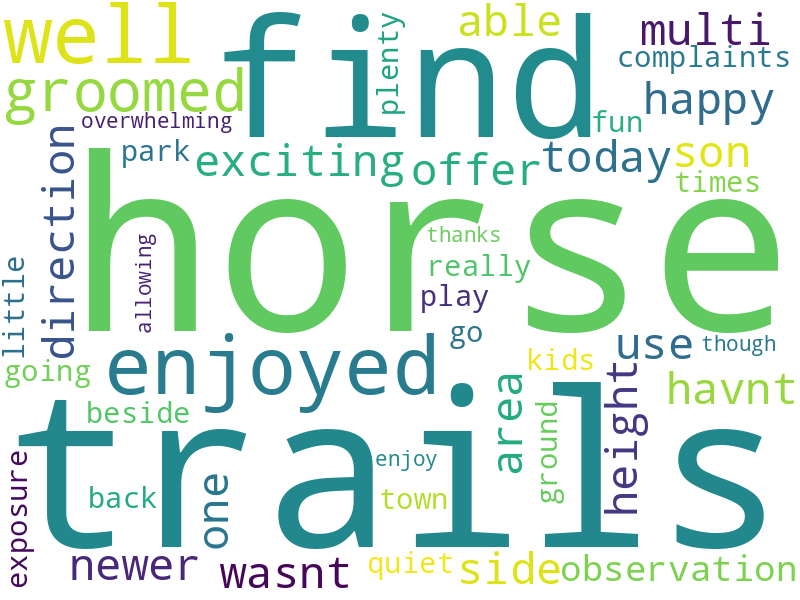 well
find
able
multi
plenty
complaints
groomed
happy
overwhelming
fun
park
exciting
offer
today
son
times
direction
horse
allowing
thanks
really
play
little
go
use
though
going
enjoyed
kids
havnt
beside
area
height
trails
ground
exposure
one
enjoy
back
town
newer
wasnt
quiet
side
observation